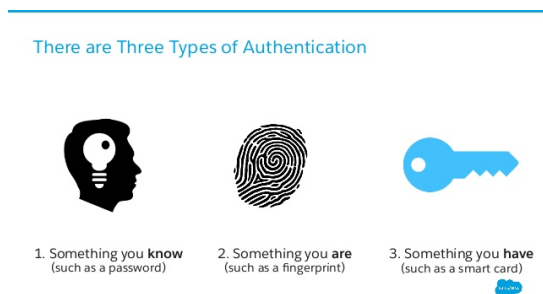 There are Three Types of Authentication
1. Something you know
(such as a password)
2. Something you are
(such as a fingerprint)
3. Something you have
(such as a smart card)